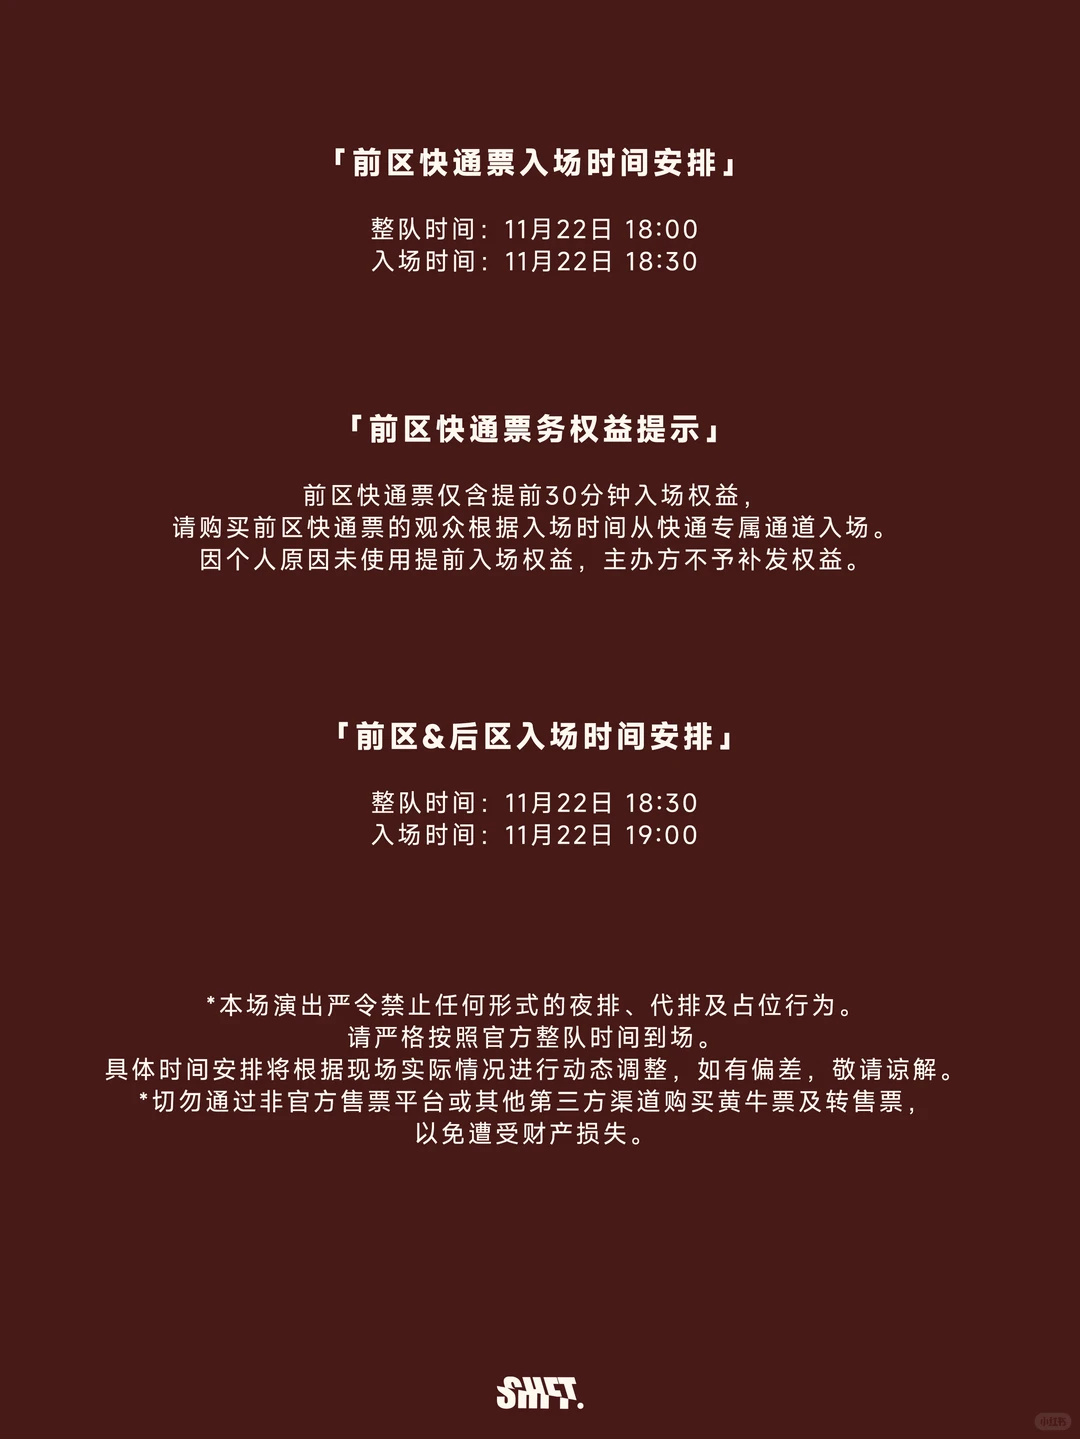 「前区快通票入场时间安排」
整队时间：11月22日 18:00
入场时间：11月22日 18:30
「前区快通票务权益提示」
前区快通票仅含提前30分钟入场权益，
请购买前区快通票的观众根据入场时间从快通专属通道入场。
因个人原因未使用提前入场权益，主办方不予补发权益。
「前区&后区入场时间安排」
整队时间：11月22日 18:30
入场时间：11月22日 19:00
*本场演出严令禁止任何形式的夜排、代排及占位行为。
请严格按照官方整队时间到场。
具体时间安排将根据现场实际情况进行动态调整，如有偏差，敬请谅解。
*切勿通过非官方售票平台或其他第三方渠道购买黄牛票及转售票，
以免遭受财产损失。
SHFT.
小红书